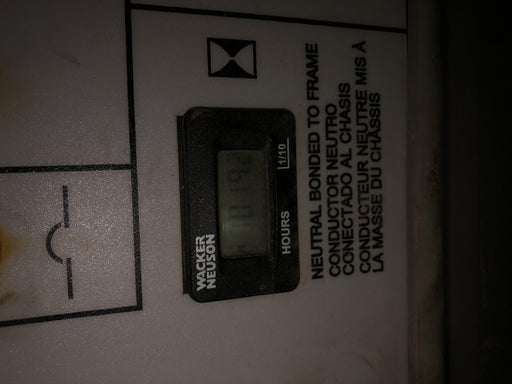 WACKER
NEUSON
HOURS
1/10
NEUTRAL BONDED TO FRAME
CONDUCTOR NEUTRO
CONECTADO AL CHASIS
CONDUCTEUR NEUTRE MIS À
LA MASSE DU CHÂSSIS